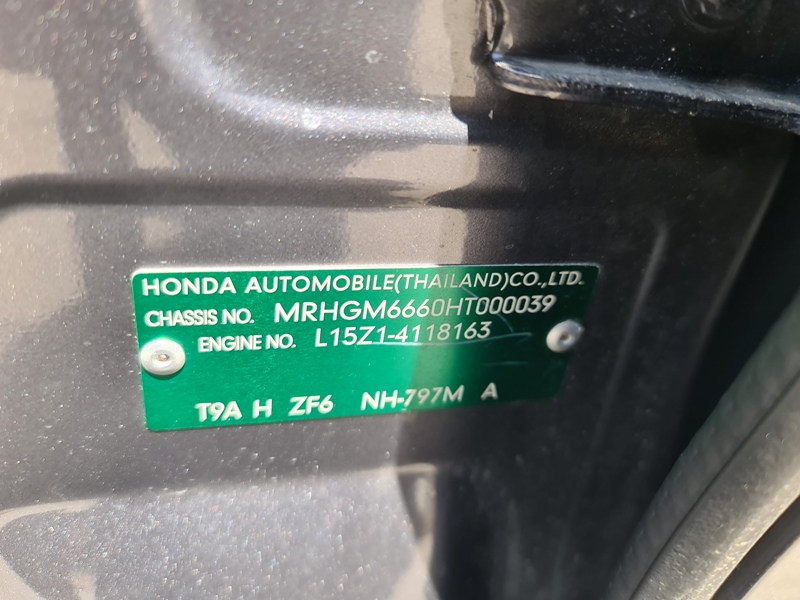 HONDA AUTOMOBILE(THAILAND)CO.,LTD.
CHASSIS NO. MRHGM6660HT000039
ENGINE NO. L15Z1-4118163
T9A H ZF6 NH-797M A